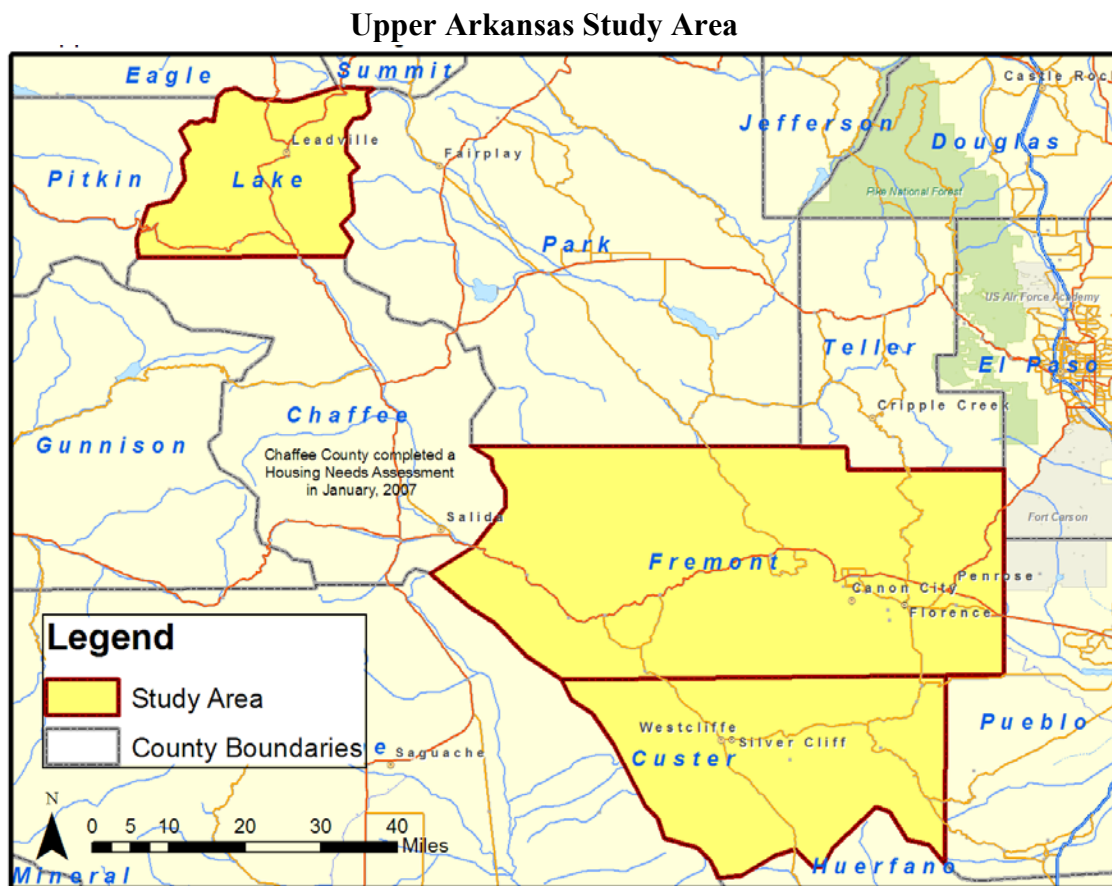 Upper Arkansas Study Area
Eagle
Summit
Castle Rock
Jefferson
Douglas
Leadville
Fairplay
Pitkin
Lake
Pike National Forest
Park
US Air Force Academy
Teller
El Paso
Cripple Creek
Chaffee
Gunnison
Chaffee County completed a
Housing Needs Assessment
in January, 2007
Salida
Fort Carson
Fremont
Penrose
Canon City
Florence
Legend
Study Area
County Boundaries
e
Saguache
Westcliffe
Silver Cliff
Custer
Pueblo
N
0 5 10 20 30 40
Miles
Huerfano
Mineral